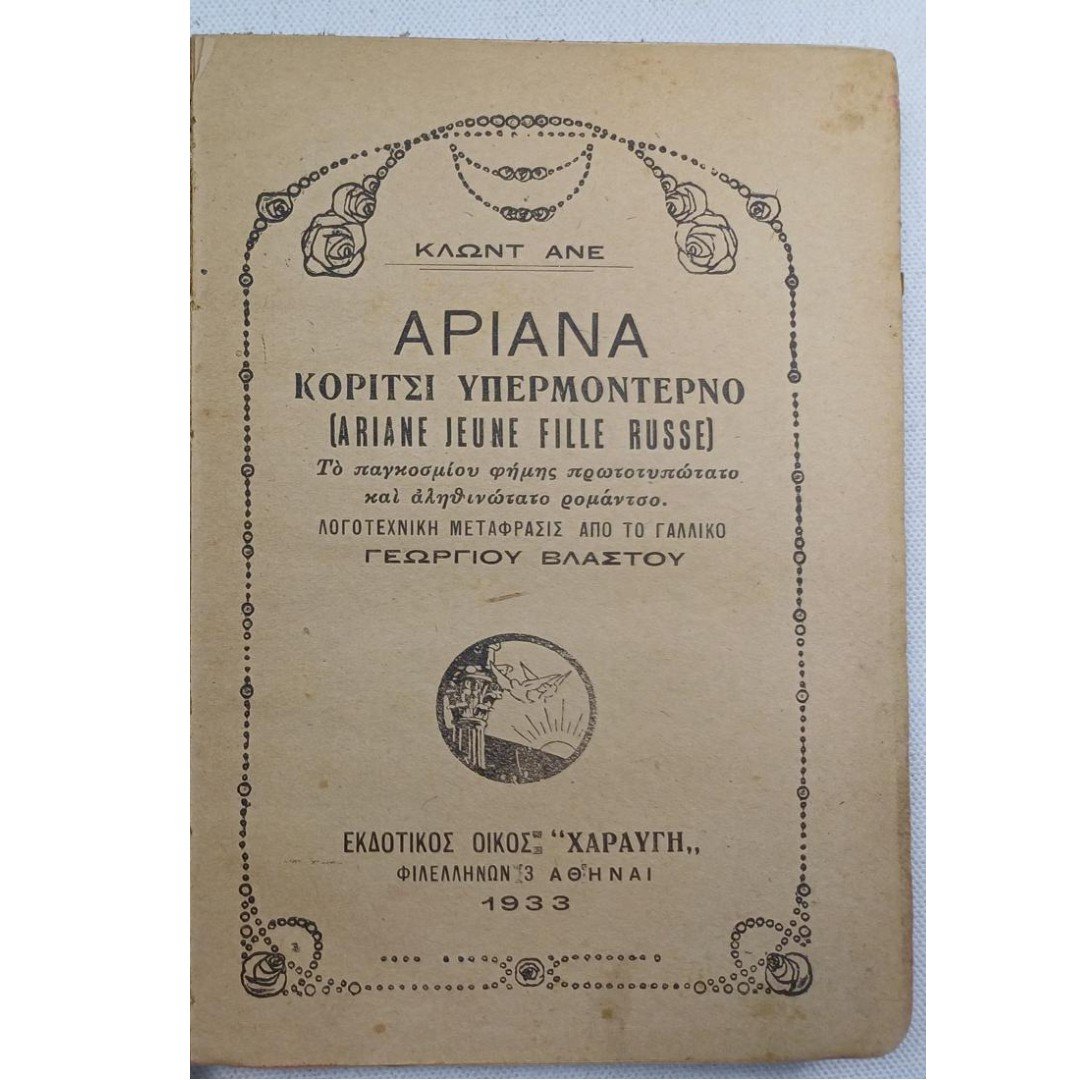 ΚΛΩΝΤ ΑΝΕ
ΑΡΙΑΝΑ
ΚΟΡΙΤΣΙ ΥΠΕΡΜΟΝΤΕΡΝΟ
(ARIANE JEUNE FILLE RUSSE)
Τὸ παγκοσμίου φήμης πρωτοτυπώτατο
καὶ ἀληθινώτατο ρομάντσο.
ΛΟΓΟΤΕΧΝΙΚΗ ΜΕΤΑΦΡΑΣΙΣ ΑΠΟ ΤΟ ΓΑΛΛΙΚΟ
ΓΕΩΡΓΙΟΥ ΒΛΑΣΤΟΥ
ΕΚΔΟΤΙΚΟΣ ΟΙΚΟΣ “ΧΑΡΑΥΓΗ„
ΦΙΛΕΛΛΗΝΩΝ 3 ΑΘΗΝΑΙ
1933